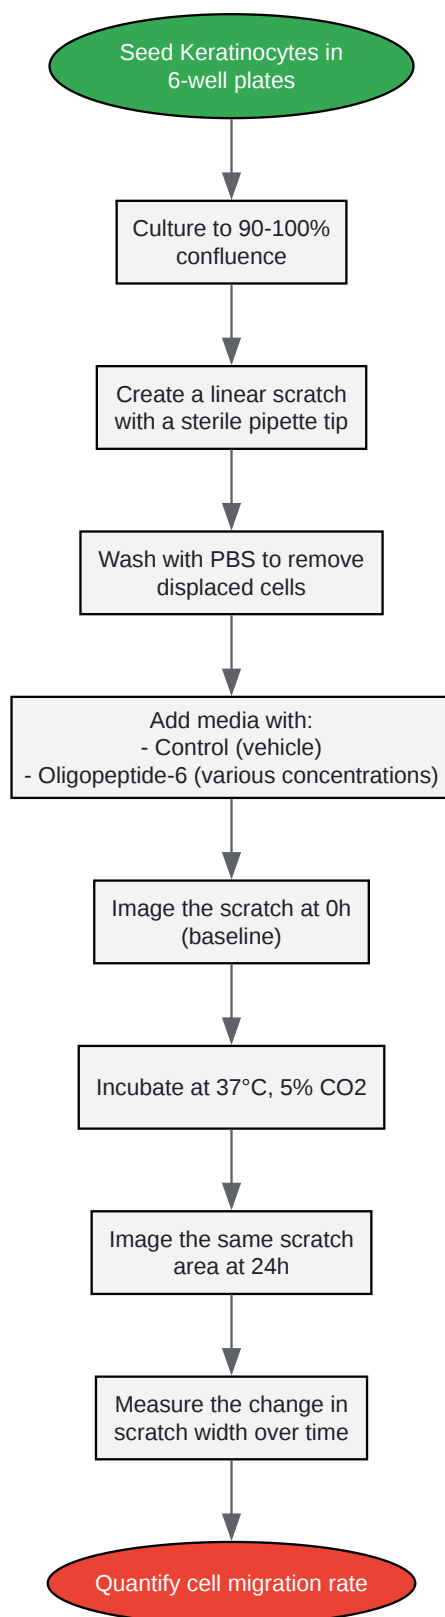 Seed Keratinocytes in
6-well plates
Culture to 90-100%
confluence
Create a linear scratch
with a sterile pipette tip
Wash with PBS to remove
displaced cells
Add media with:
- Control (vehicle)
- Oligopeptide-6 (various concentrations)
Image the scratch at 0h
(baseline)
Incubate at 37°C, 5% CO2
Image the same scratch
area at 24h
Measure the change in
scratch width over time
Quantify cell migration rate